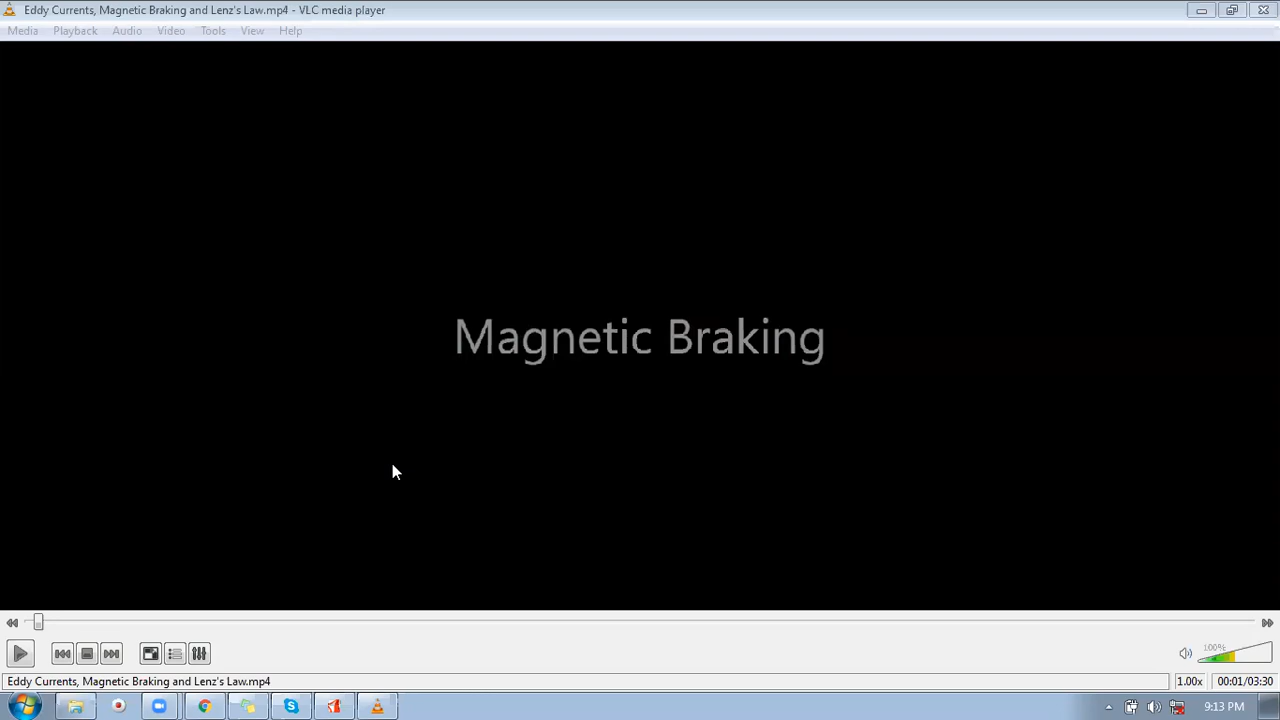 Eddy Currents, Magnetic Braking and Lenz's Law.mp4 - VLC media player
Media Playback Audio Video Tools View Help
Magnetic Braking
100%
Eddy Currents, Magnetic Braking and Lenz's Law.mp4
1.00x
00:01/03:30
9:13 PM